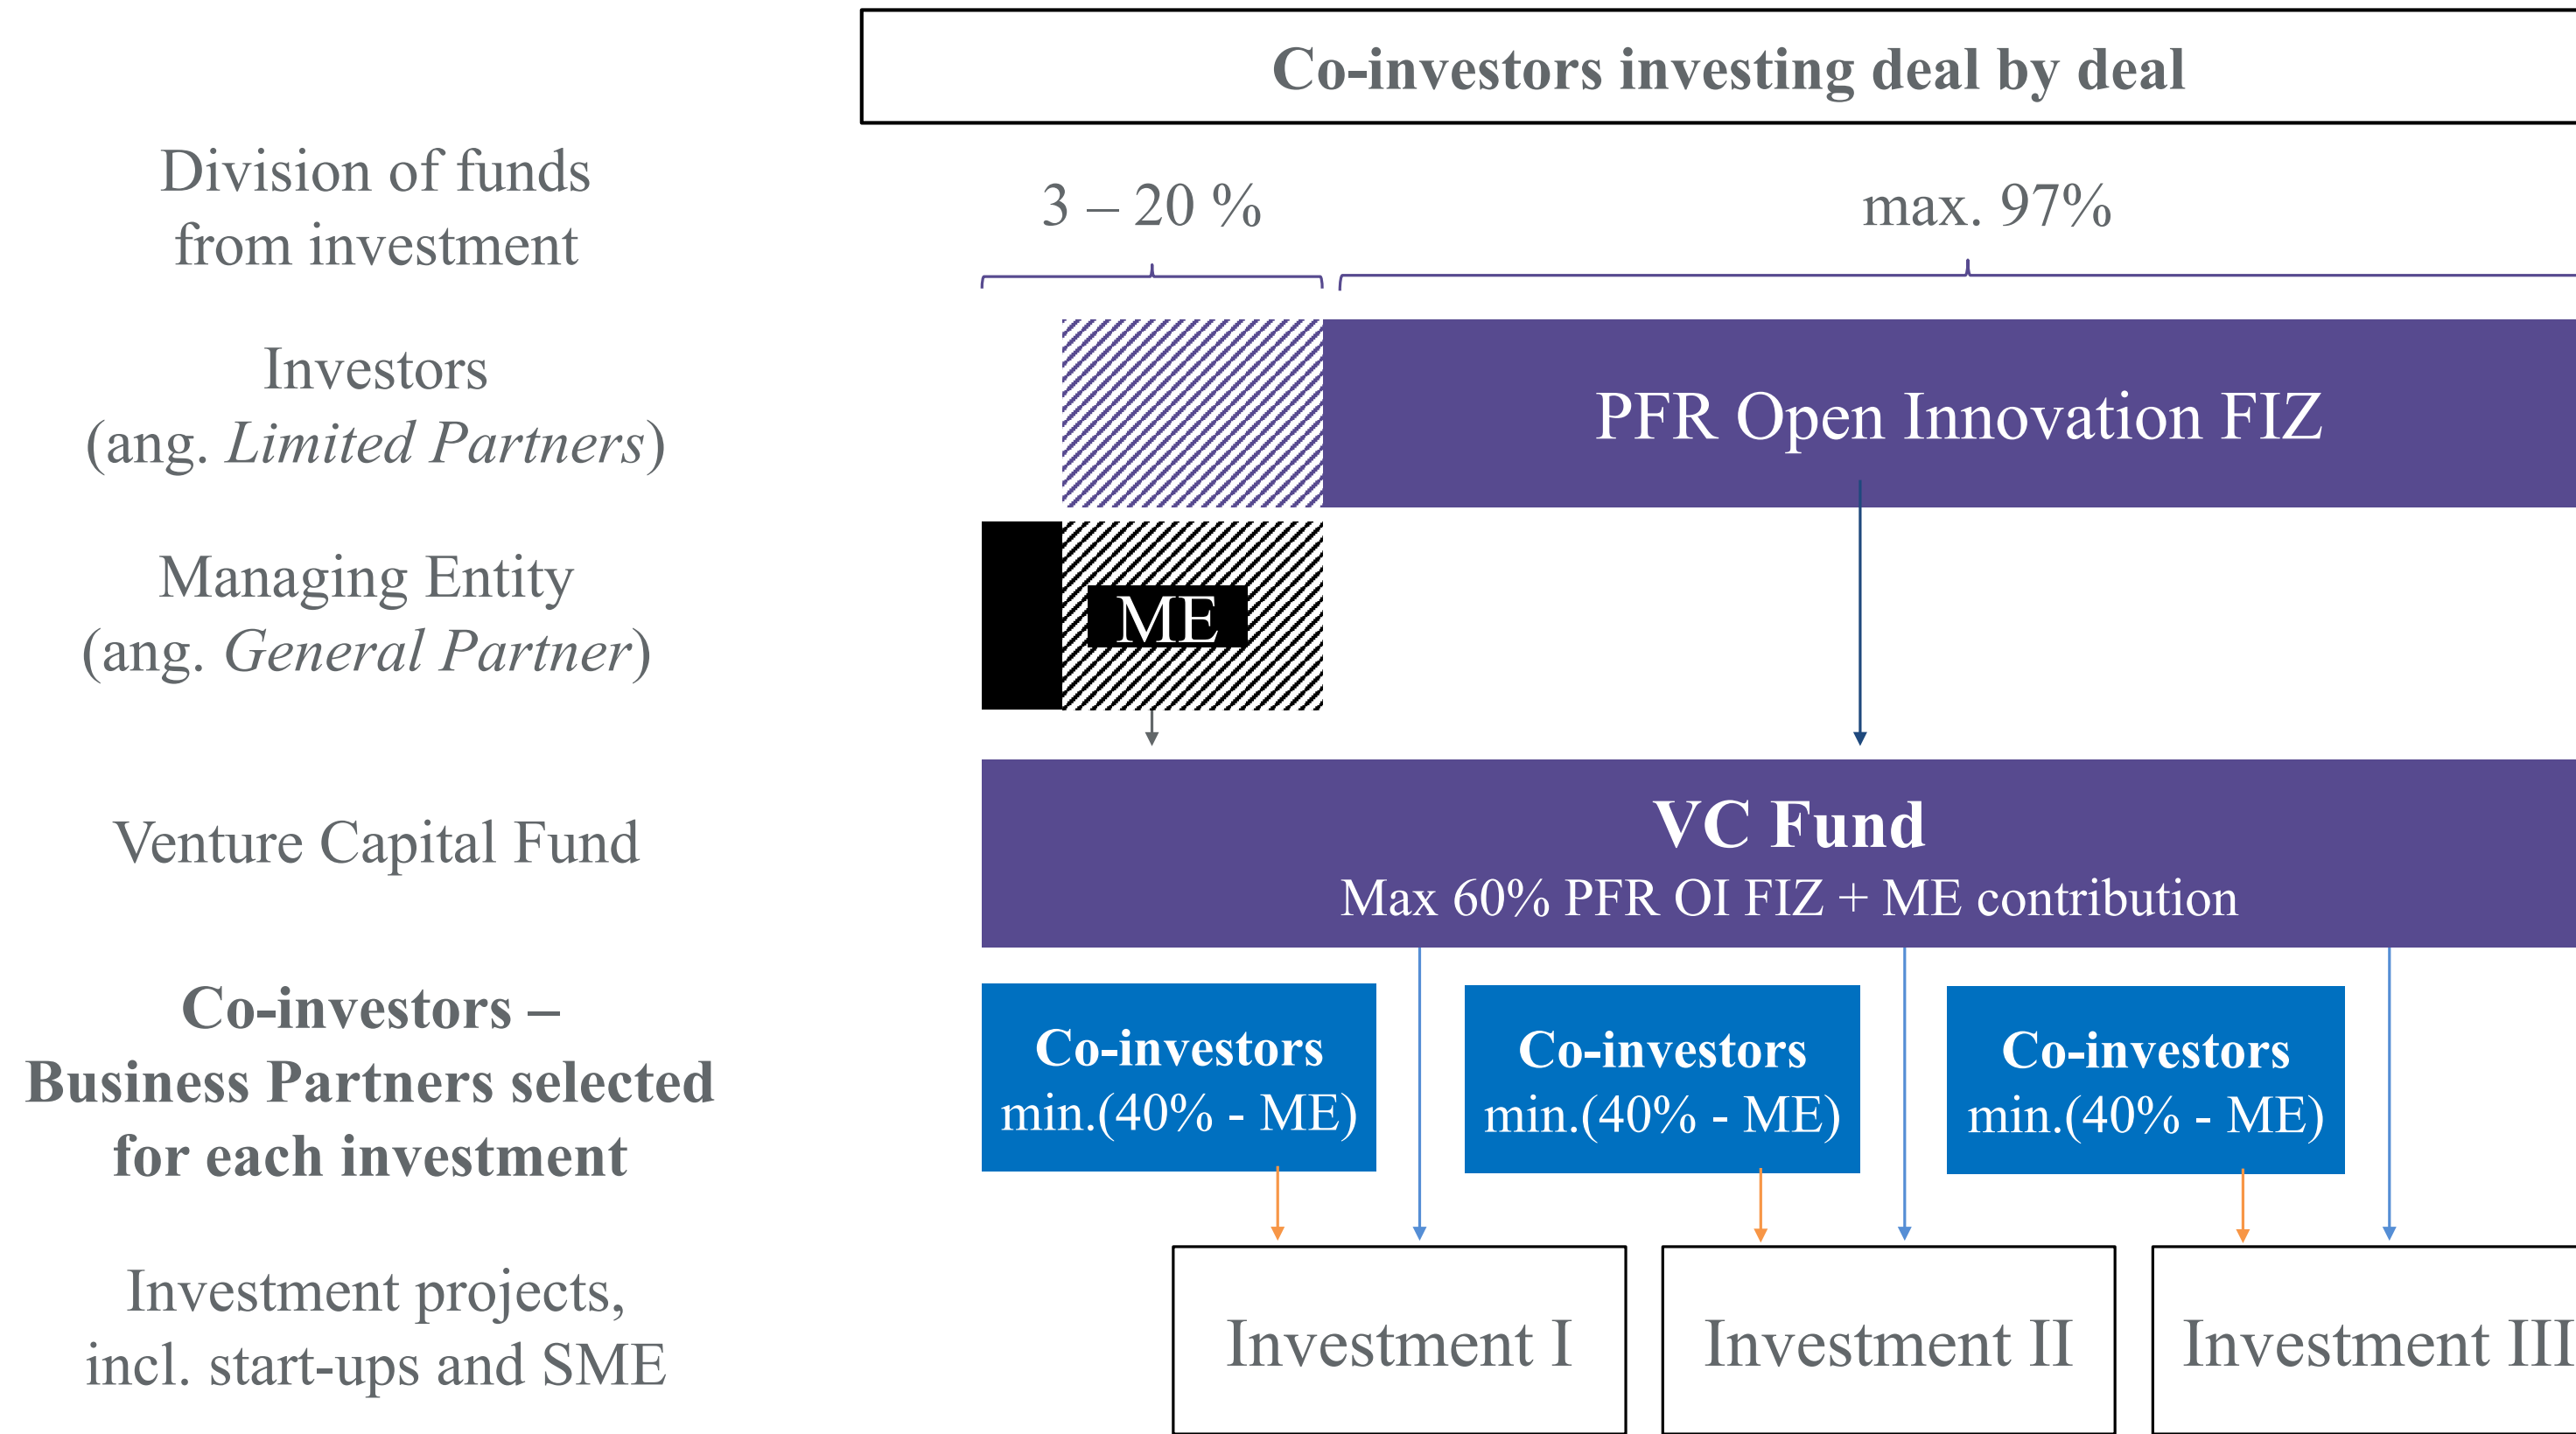 Co-investors investing deal by deal
Division of funds
from investment
3 – 20 %
max. 97%
Investors
(ang. Limited Partners)
PFR Open Innovation FIZ
Managing Entity
(ang. General Partner)
ME
Venture Capital Fund
VC Fund
Max 60% PFR OI FIZ + ME contribution
Co-investors –
Business Partners selected
for each investment
Co-investors
min.(40% - ME)
Co-investors
min.(40% - ME)
Co-investors
min.(40% - ME)
Investment projects,
incl. start-ups and SME
Investment I
Investment II
Investment III